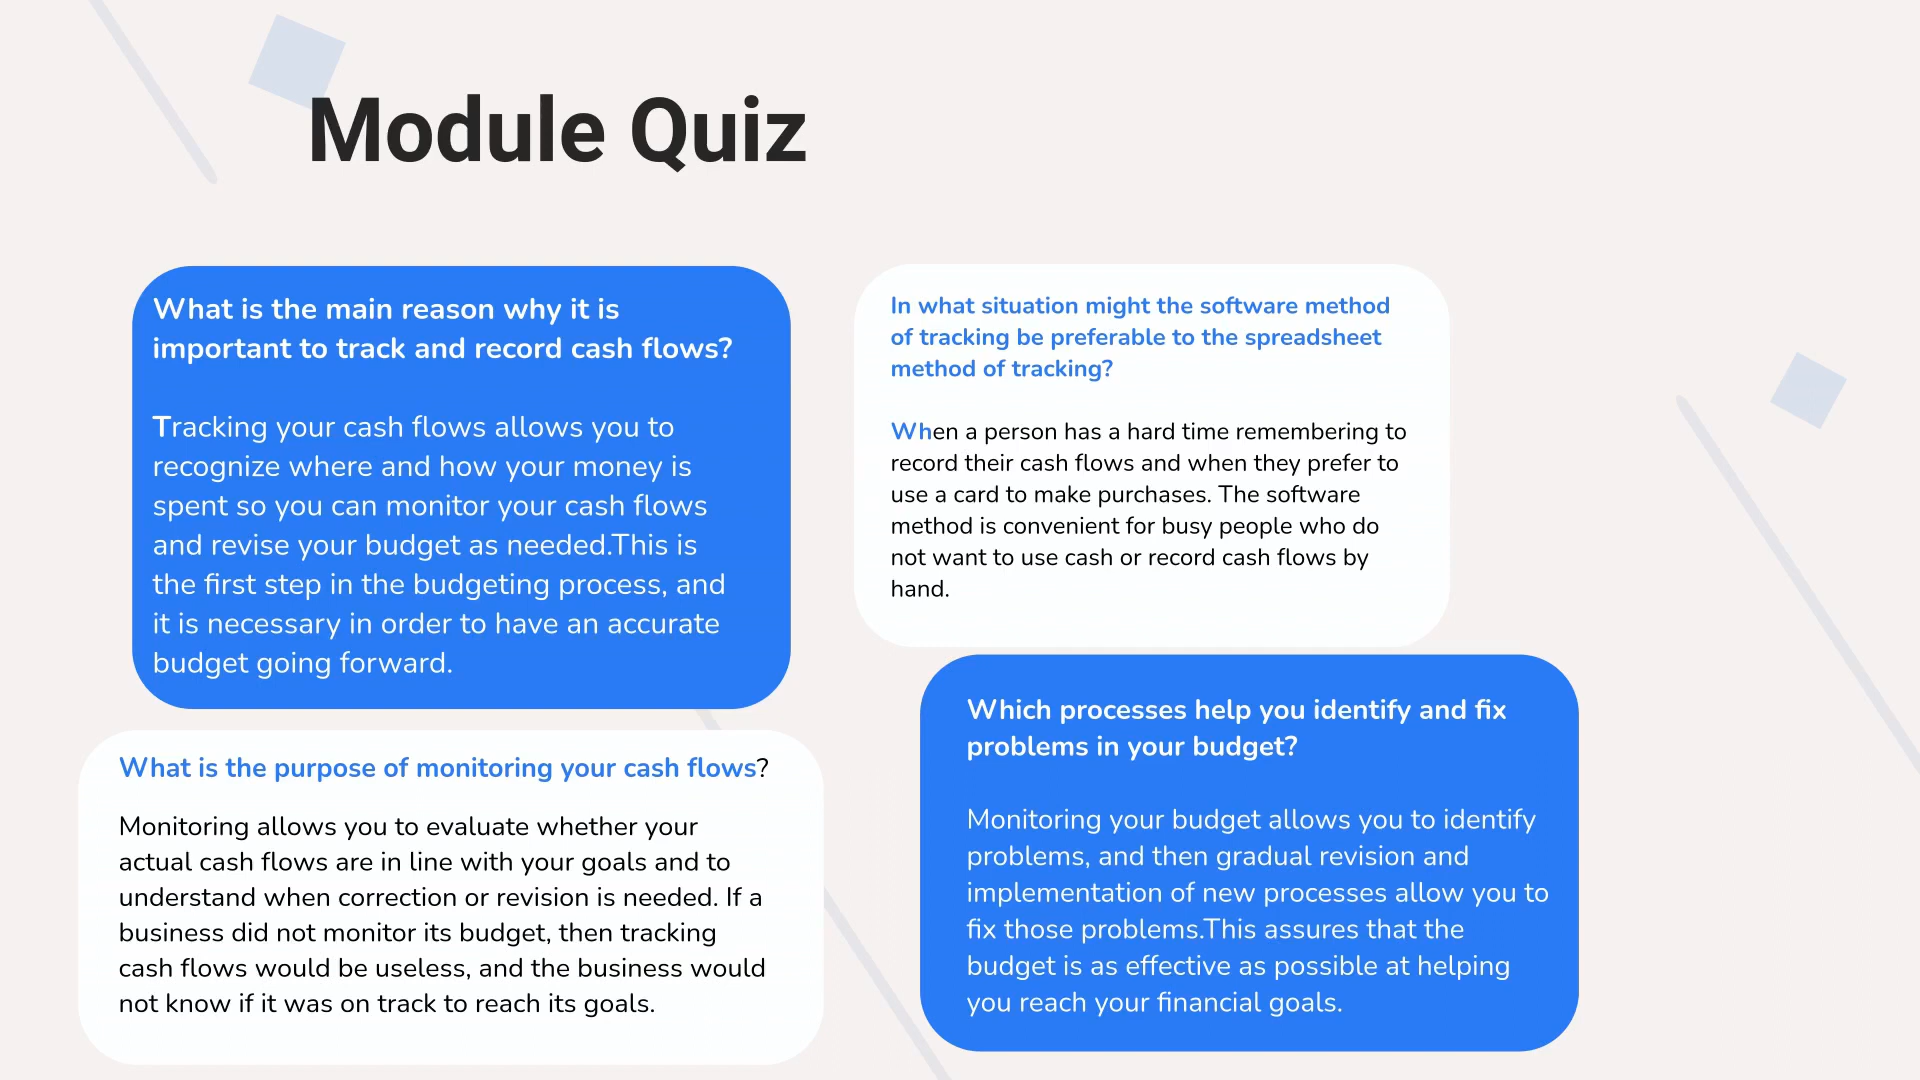 Module Quiz
What is the main reason why it is
important to track and record cash flows?
Tracking your cash flows allows you to
recognize where and how your money is
spent so you can monitor your cash flows
and revise your budget as needed.This is
the first step in the budgeting process, and
it is necessary in order to have an accurate
budget going forward.
In what situation might the software method
of tracking be preferable to the spreadsheet
method of tracking?
When a person has a hard time remembering to
record their cash flows and when they prefer to
use a card to make purchases. The software
method is convenient for busy people who do
not want to use cash or record cash flows by
hand.
What is the purpose of monitoring your cash flows?
Monitoring allows you to evaluate whether your
actual cash flows are in line with your goals and to
understand when correction or revision is needed. If a
business did not monitor its budget, then tracking
cash flows would be useless, and the business would
not know if it was on track to reach its goals.
Which processes help you identify and fix
problems in your budget?
Monitoring your budget allows you to identify
problems, and then gradual revision and
implementation of new processes allow you to
fix those problems.This assures that the
budget is as effective as possible at helping
you reach your financial goals.